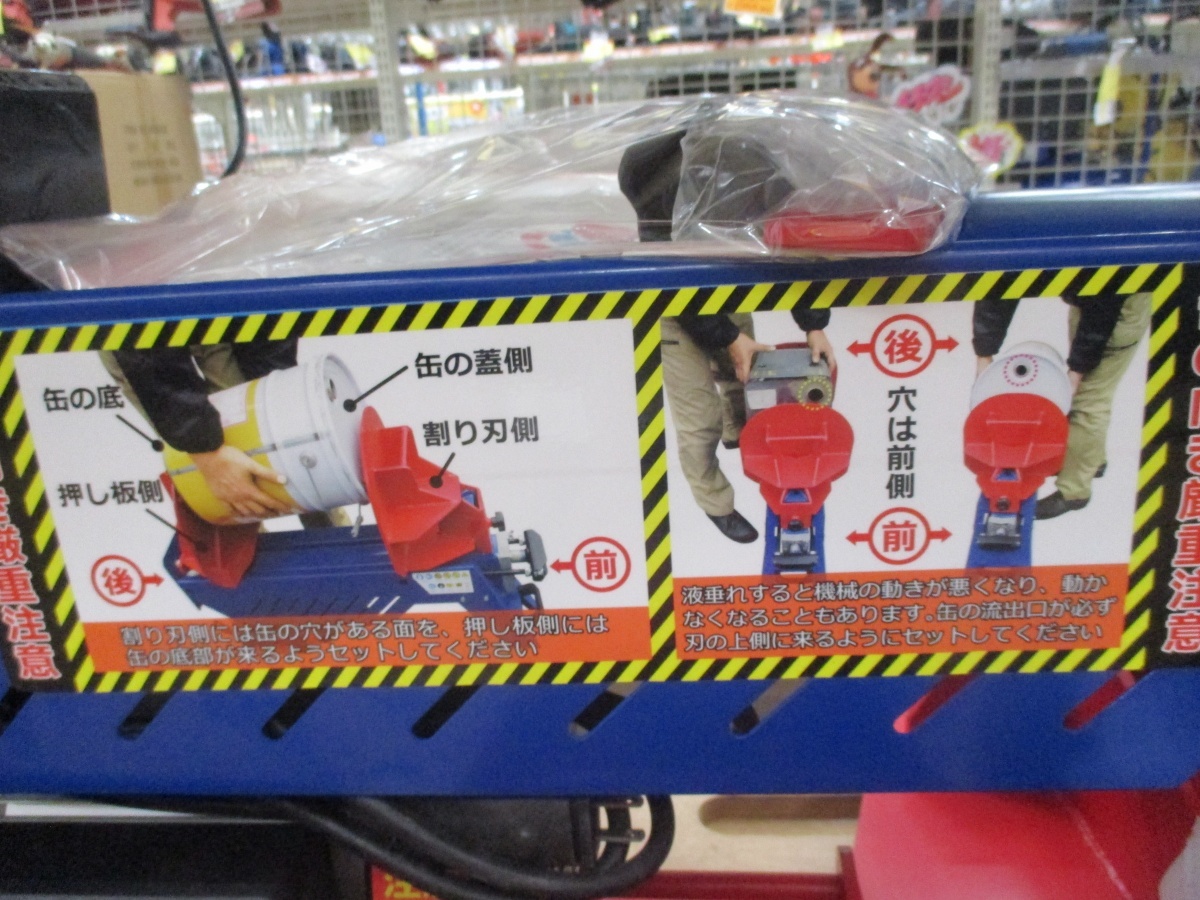 缶の底
缶の蓋側
割り刃側
押し板側
後
前
割り刃側には缶の穴がある面を、押し板側には
缶の底部が来るようセットしてください
後
穴は前側
前
液垂れすると機械の動きが悪くなり、動か
なくなることもあります。缶の流出口が必ず
刃の上側に来るようにセットしてください
厳重注意
厳重注意
注